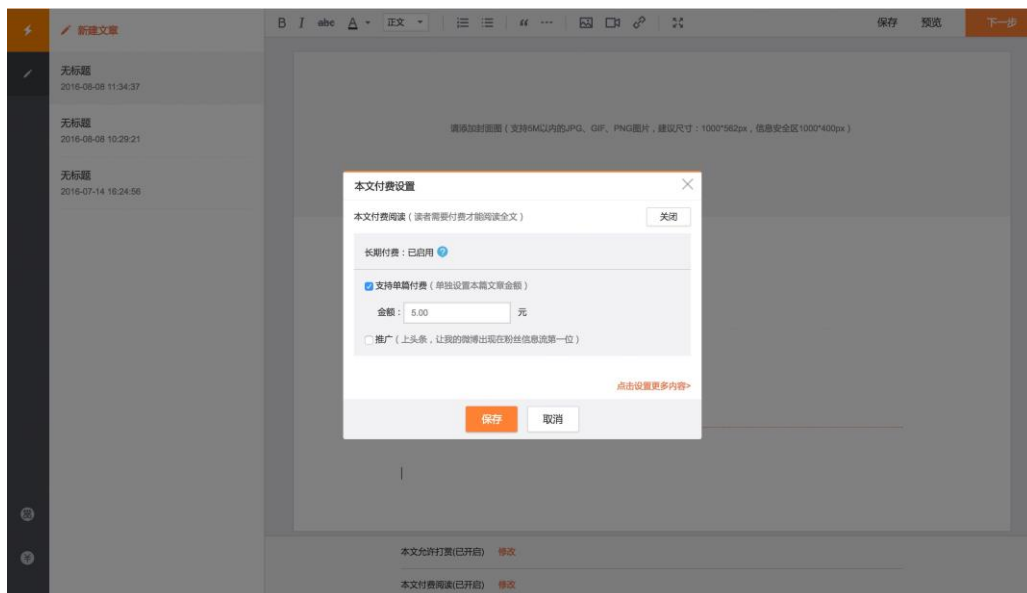 新建文章
B I abc A 正文 “ ···
保存 预览 下一步
无标题
2016-08-08 11:34:37
无标题
2016-08-08 10:29:21
无标题
2016-07-14 16:24:56
请添加封面图(支持5M以内的JPG、GIF、PNG图片,建议尺寸:1000*562px,信息安全区1000*400px)
本文付费设置
本文付费阅读(读者需要付费才能阅读全文)
关闭
长期付费:已启用 ?
支持单篇付费(单独设置本篇文章金额)
金额: 5.00 元
推广(上头条,让我的微博出现在粉丝信息流第一位)
点击设置更多内容>
保存 取消
本文允许打赏(已开启) 修改
本文付费阅读(已开启) 修改